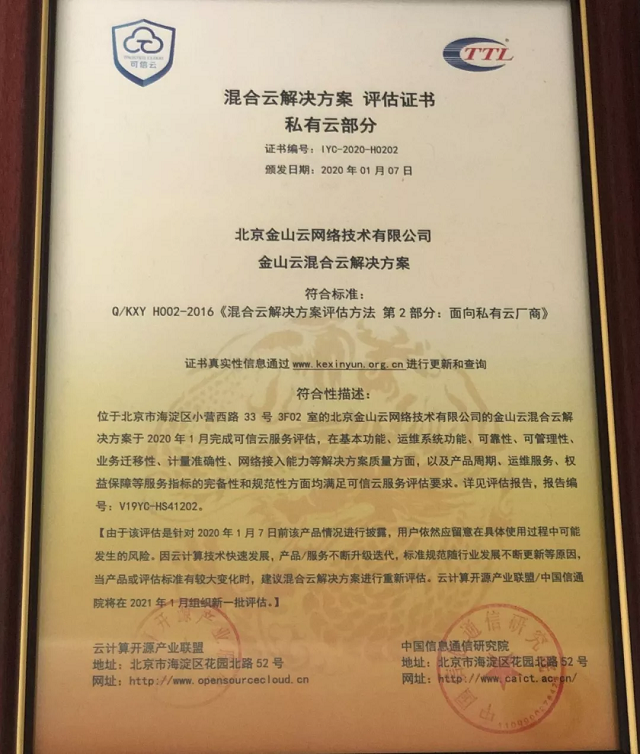 TRUSTED CLOUD
可信云
TTL
混合云解决方案 评估证书
私有云部分
证书编号：IYC-2020-H0202
颁发日期：2020 年 01 月 07 日
北京金山云网络技术有限公司
金山云混合云解决方案
符合标准：
Q/KXY H002-2016《混合云解决方案评估方法 第 2 部分：面向私有云厂商》
证书真实性信息通过 www.kexinyun.org.cn 进行更新和查询
符合性描述：
位于北京市海淀区小营西路 33 号 3F02 室的北京金山云网络技术有限公司的金山云混合云解
决方案于 2020 年 1 月完成可信云服务评估，在基本功能、运维系统功能、可靠性、可管理性、
业务迁移性、计量准确性、网络接入能力等解决方案质量方面，以及产品周期、运维服务、权
益保障等服务指标的完备性和规范性方面均满足可信云服务评估要求。详见评估报告，报告编
号：V19YC-HS41202。
【由于该评估是针对 2020 年 1 月 7 日前该产品情况进行披露，用户依然应留意在具体使用过程中可能
发生的风险。因云计算技术快速发展，产品/服务不断升级迭代，标准规范随行业发展不断更新等原因，
当产品或评估标准有较大变化时，建议混合云解决方案进行重新评估。云计算开源产业联盟/中国信通
院将在 2021 年 1 月组织新一批评估。】
云计算开源产业联盟
地址：北京市海淀区花园北路 52 号
网址：http://www.opensourcecloud.cn
中国信息通信研究院
地址：北京市海淀区花园北路 52 号
网址：http://www.caict.ac.cn/